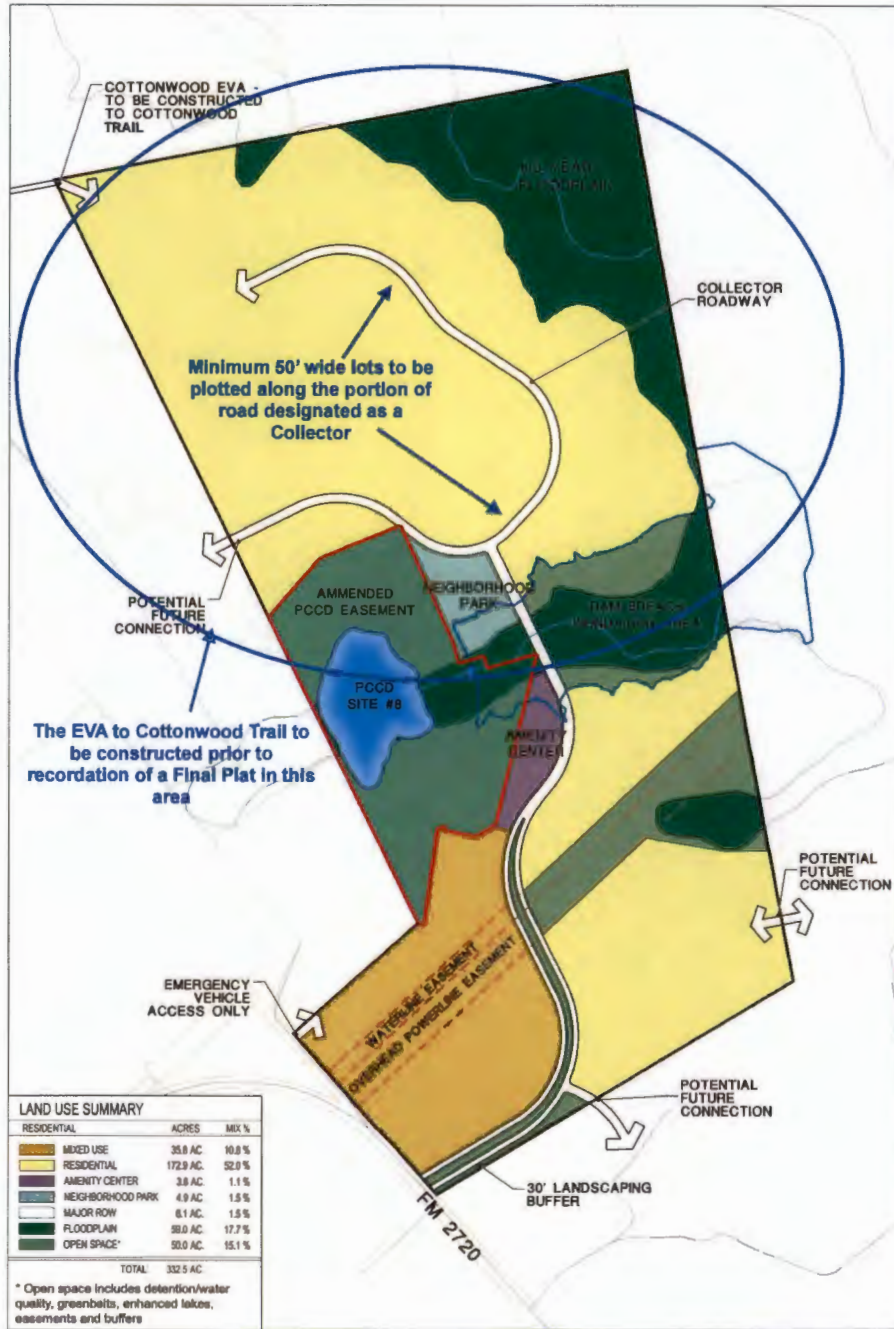 COTTONWOOD EVA -
TO BE CONSTRUCTED
TO COTTONWOOD
TRAIL
FLOODPLAIN
COLLECTOR
ROADWAY
Minimum 50' wide lots to be
plotted along the portion of
road designated as a
Collector
AMMENDED
PCCD EASEMENT
NEIGHBORHOOD
PARK
DAM BREACH
INUNDATION AREA
POTENTIAL
FUTURE
CONNECTION
PCCD
SITE #8
The EVA to Cottonwood Trail to
be constructed prior to
recordation of a Final Plat in this
area
AMENITY
CENTER
POTENTIAL
FUTURE
CONNECTION
EMERGENCY
VEHICLE
ACCESS ONLY
WATERLINE EASEMENT
OVERHEAD POWERLINE EASEMENT
POTENTIAL
FUTURE
CONNECTION
30' LANDSCAPING
BUFFER
FM 2720
LAND USE SUMMARY
RESIDENTIAL ACRES MIX %
MIXED USE 35.8 AC. 10.8 %
RESIDENTIAL 172.9 AC. 52.0 %
AMENITY CENTER 3.8 AC. 1.1 %
NEIGHBORHOOD PARK 4.9 AC 1.5 %
MAJOR ROW 6.1 AC. 1.5 %
FLOODPLAIN 59.0 AC. 17.7 %
OPEN SPACE* 50.0 AC. 15.1 %
TOTAL 332.5 AC
* Open space includes detention/water
quality, greenbelts, enhanced lakes,
easements and buffers